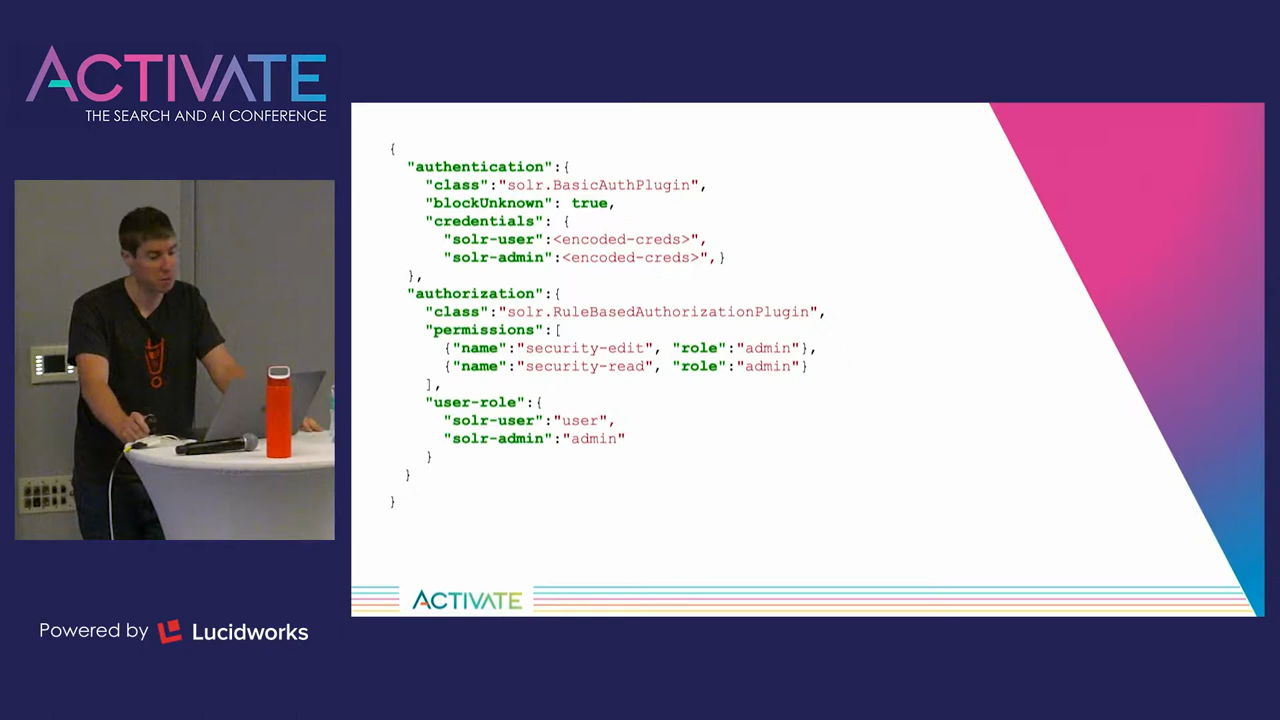 ACTIVATE
THE SEARCH AND AI CONFERENCE
{
"authentication":{
"class":"solr.BasicAuthPlugin",
"blockUnknown": true,
"credentials": {
"solr-user":<encoded-creds>",
"solr-admin":<encoded-creds>",}
},
"authorization":{
"class":"solr.RuleBasedAuthorizationPlugin",
"permissions":[
{"name":"security-edit", "role":"admin"},
{"name":"security-read", "role":"admin"}
],
"user-role":{
"solr-user":"user",
"solr-admin":"admin"
}
}
}
ACTIVATE
Powered by Lucidworks